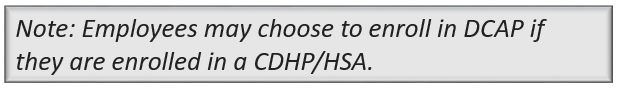 Note: Employees may choose to enroll in DCAP if
they are enrolled in a CDHP/HSA.